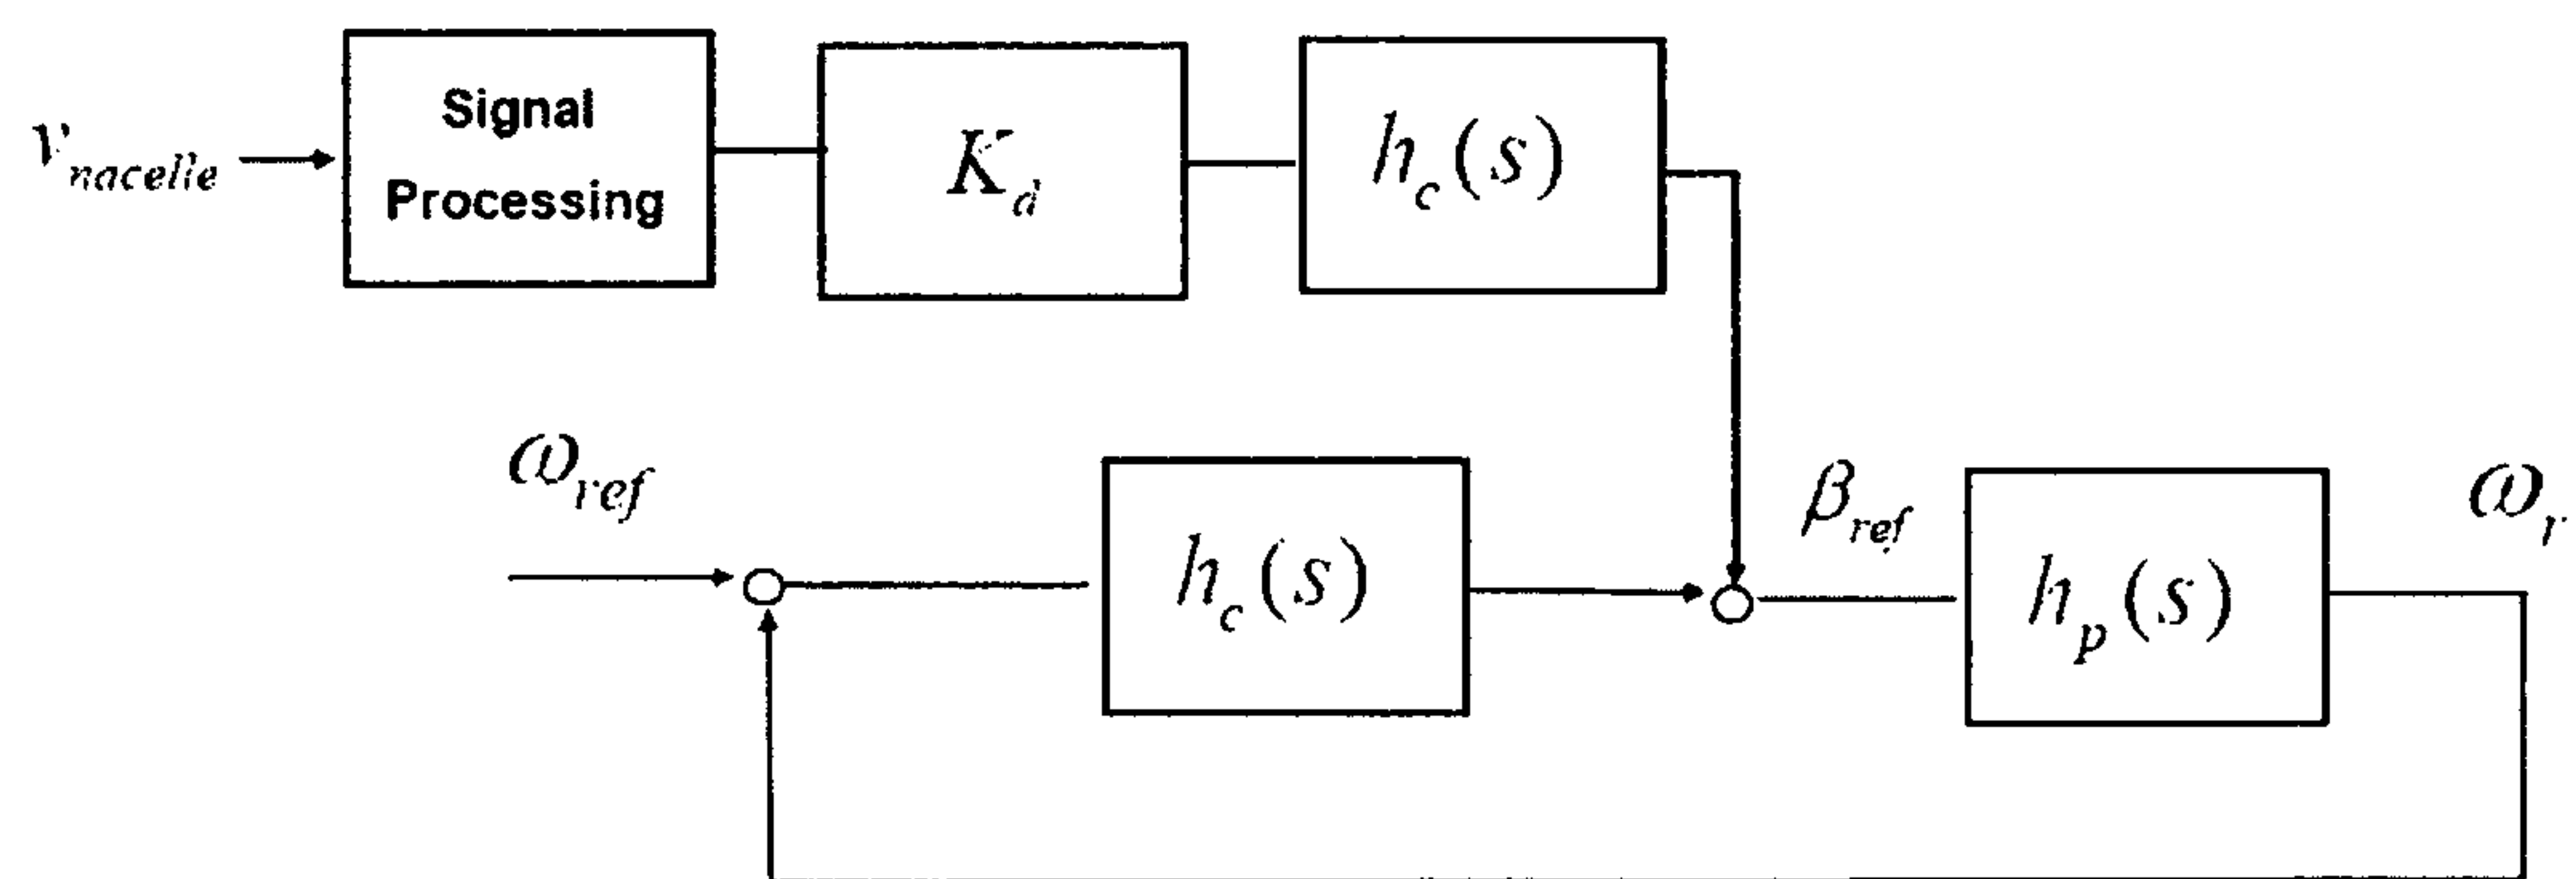 v_nacelle
Signal
Processing
K_d
h_c(s)
ω_ref
h_c(s)
β_ref
h_p(s)
ω_r